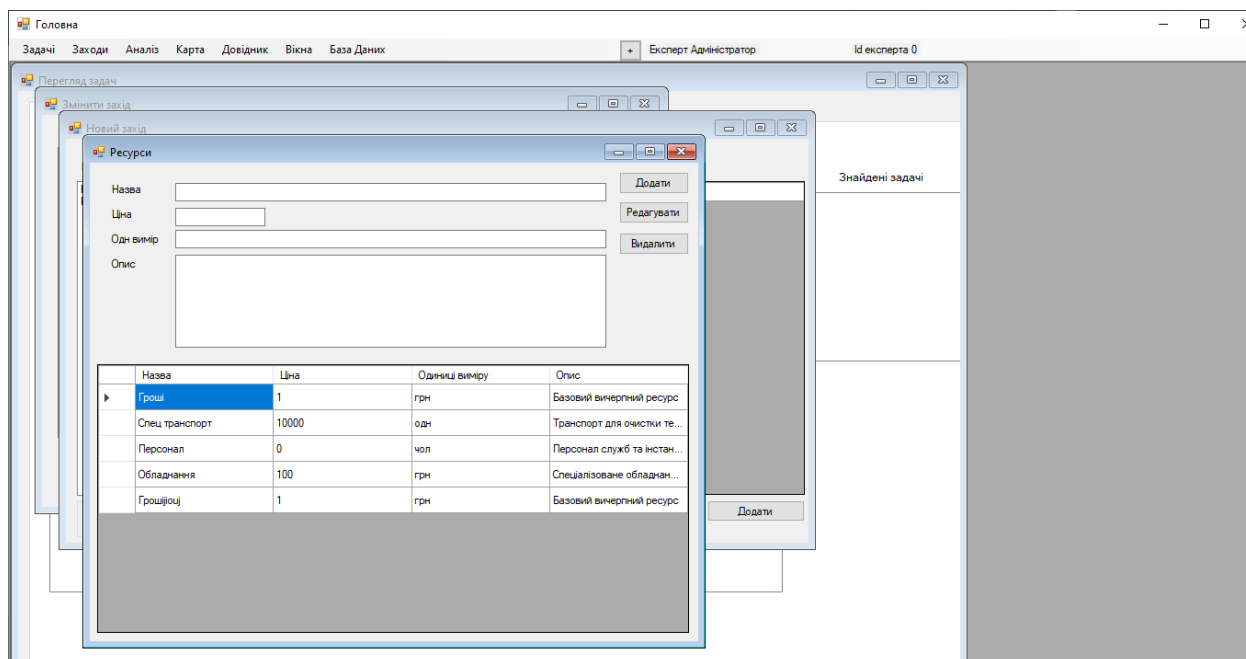 Головна
Задачі Заходи Аналіз Карта Довідник Вікна База Даних + Експерт Адміністратор Id експерта 0
Перегляд задач
Змінити захід
Новий захід
Ресурси
Знайдені задачі
Назва
Додати
Ціна
Редагувати
Одн вимір
Видалити
Опис
Назва Ціна Одиниці виміру Опис
Гроші 1 грн Базовий вичерпний ресурс
Спец транспорт 10000 одн Транспорт для очистки те...
Персонал 0 чол Персонал служб та інстан...
Обладнання 100 грн Спеціалізоване обладнан...
Грошіjіouj 1 грн Базовий вичерпний ресурс
Додати